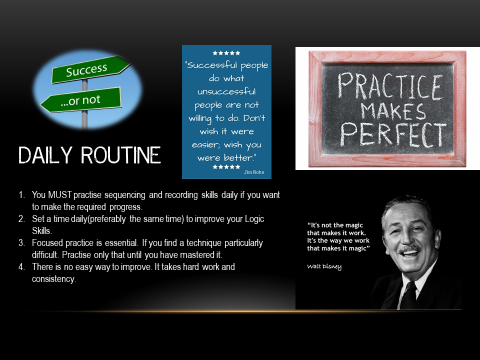 Success
...or not
"Successful people
do what
unsuccessful
people are not
willing to do. Don't
wish it were
easier; wish you
were better."
Jim Rohn
PRACTICE
MAKES
PERFECT
DAILY ROUTINE
1. You MUST practise sequencing and recording skills daily if you want
to make the required progress.
2. Set a time daily(preferably the same time) to improve your Logic
Skills.
3. Focused practice is essential. If you find a technique particularly
difficult. Practise only that until you have mastered it.
4. There is no easy way to improve. It takes hard work and
consistency.
"It's not the magic
that makes it work.
It's the way we work
that makes it magic"
Walt Disney